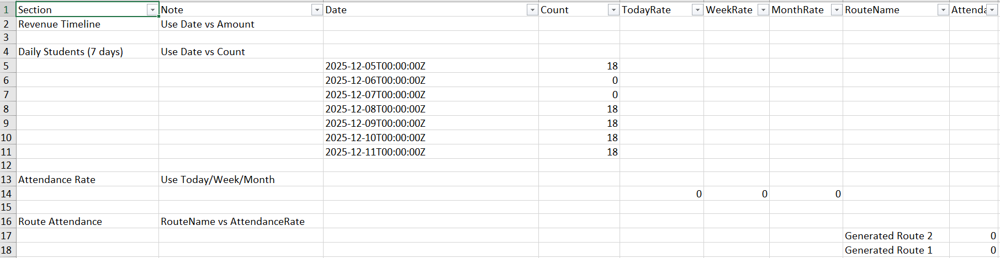 1 Section Note Date Count TodayRate WeekRate MonthRate RouteName Attenda
2 Revenue Timeline Use Date vs Amount
3
4 Daily Students (7 days) Use Date vs Count
5 2025-12-05T00:00:00Z 18
6 2025-12-06T00:00:00Z 0
7 2025-12-07T00:00:00Z 0
8 2025-12-08T00:00:00Z 18
9 2025-12-09T00:00:00Z 18
10 2025-12-10T00:00:00Z 18
11 2025-12-11T00:00:00Z 18
12
13 Attendance Rate Use Today/Week/Month
14 0 0 0
15
16 Route Attendance RouteName vs AttendanceRate
17 Generated Route 2 0
18 Generated Route 1 0